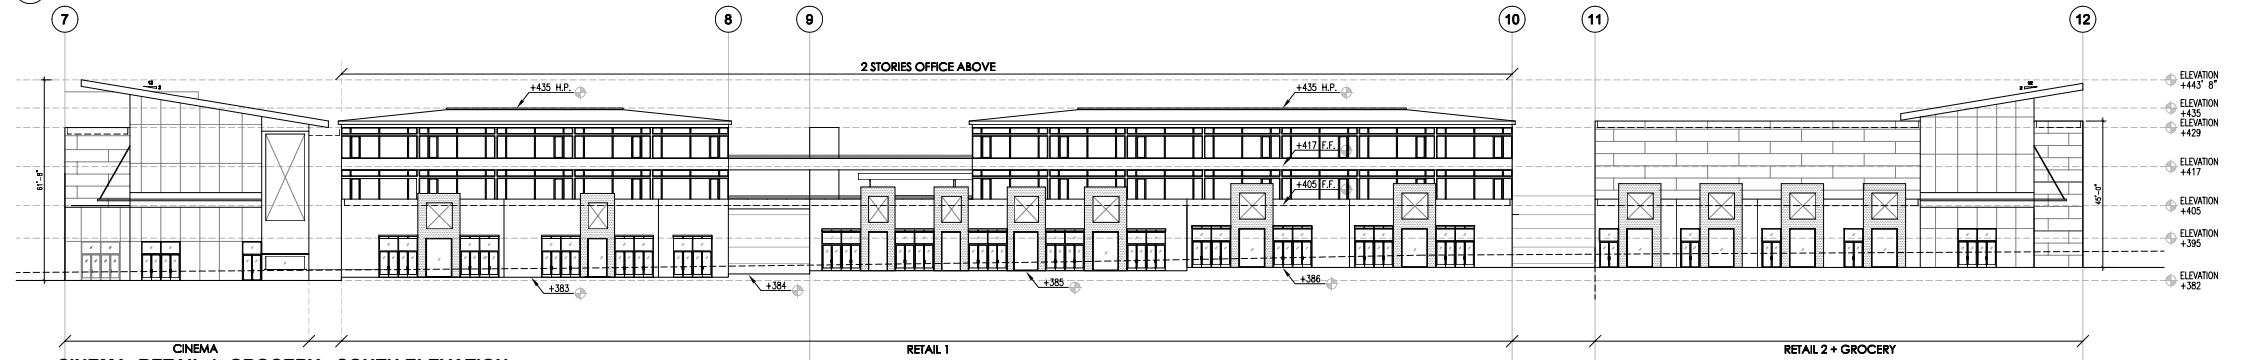 7 8 9 10 11 12
2 STORIES OFFICE ABOVE
+435 H.P.
+435 H.P.
ELEVATION
+443' 8"
ELEVATION
+435
ELEVATION
+429
+417 F.F.
ELEVATION
+417
61'-8"
+405 F.F.
45'-0"
ELEVATION
+405
ELEVATION
+395
ELEVATION
+382
+383
+384
+385
+386
CINEMA
RETAIL 1
RETAIL 2 + GROCERY